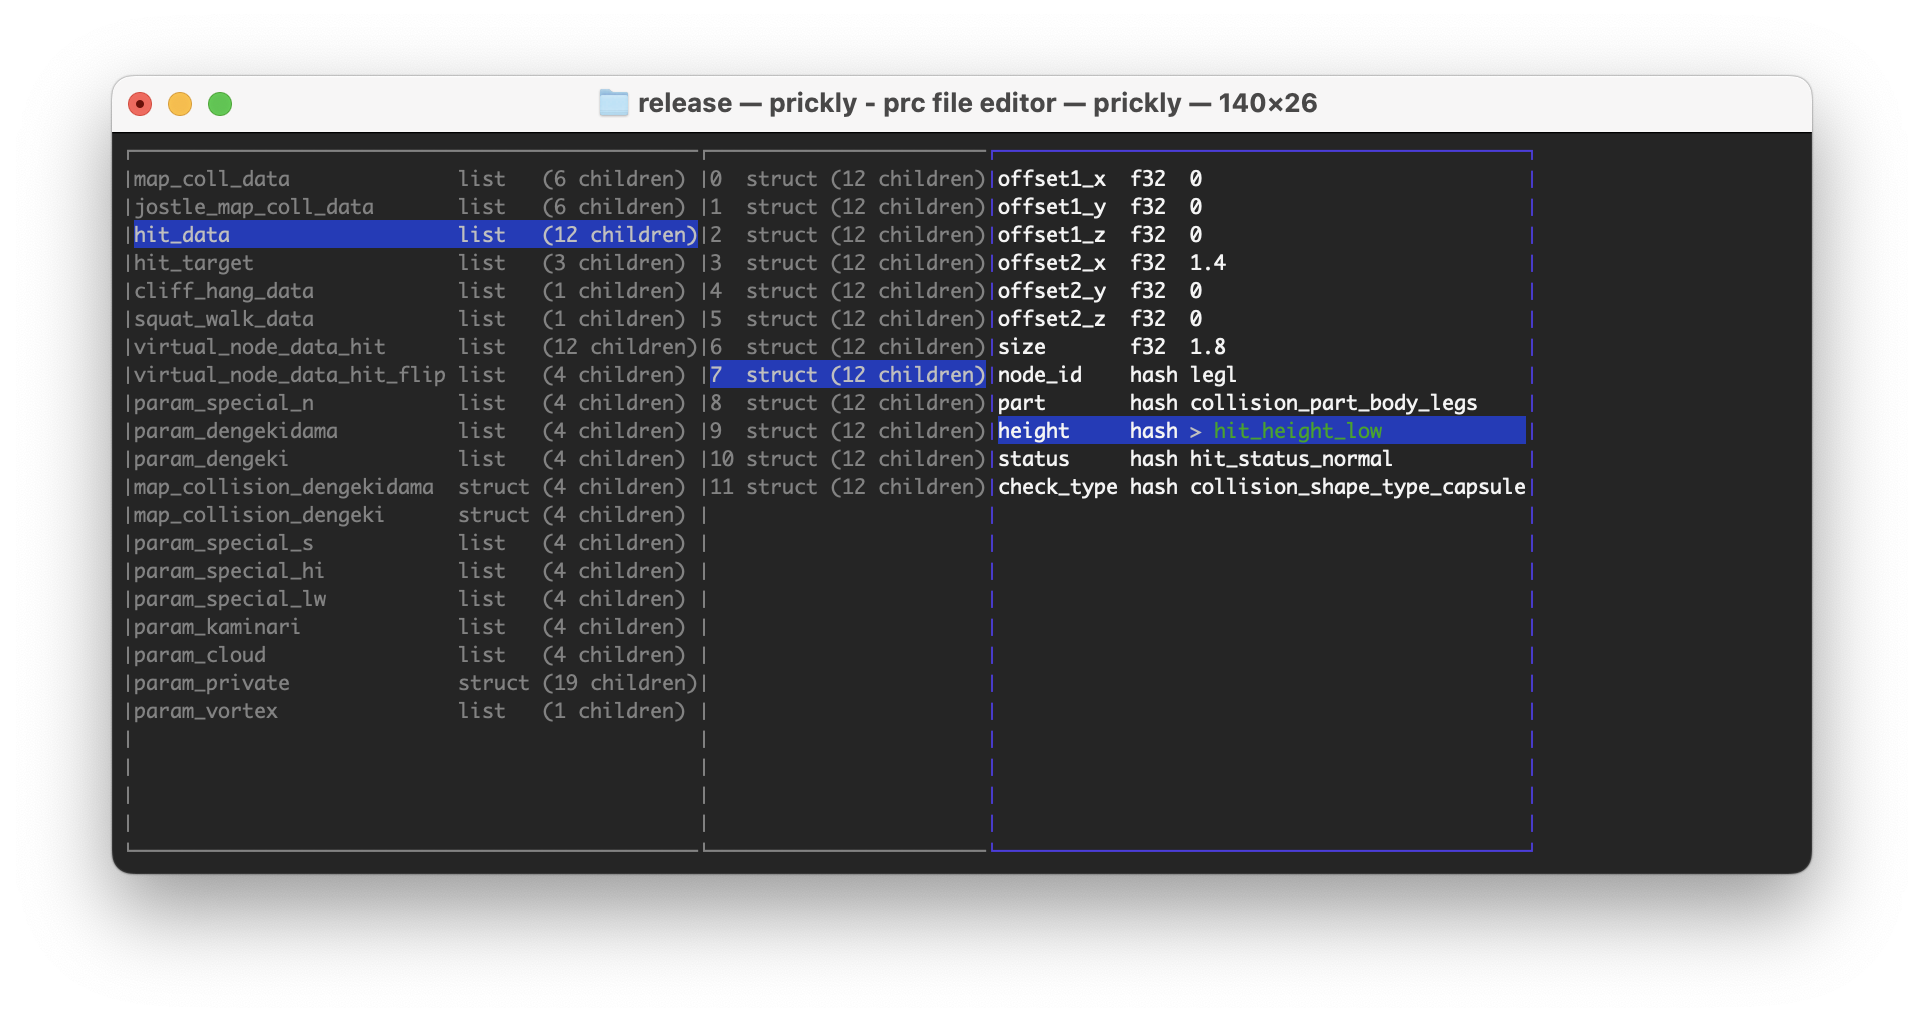 release — prickly - prc file editor — prickly — 140×26
map_coll_data list (6 children) 0 struct (12 children) offset1_x f32 0
jostle_map_coll_data list (6 children) 1 struct (12 children) offset1_y f32 0
hit_data list (12 children) 2 struct (12 children) offset1_z f32 0
hit_target list (3 children) 3 struct (12 children) offset2_x f32 1.4
cliff_hang_data list (1 children) 4 struct (12 children) offset2_y f32 0
squat_walk_data list (1 children) 5 struct (12 children) offset2_z f32 0
virtual_node_data_hit list (12 children) 6 struct (12 children) size f32 1.8
virtual_node_data_hit_flip list (4 children) 7 struct (12 children) node_id hash legl
param_special_n list (4 children) 8 struct (12 children) part hash collision_part_body_legs
param_dengekidama list (4 children) 9 struct (12 children) height hash > hit_height_low
param_dengeki list (4 children) 10 struct (12 children) status hash hit_status_normal
map_collision_dengekidama struct (4 children) 11 struct (12 children) check_type hash collision_shape_type_capsule
map_collision_dengeki struct (4 children)
param_special_s list (4 children)
param_special_hi list (4 children)
param_special_lw list (4 children)
param_kaminari list (4 children)
param_cloud list (4 children)
param_private struct (19 children)
param_vortex list (1 children)